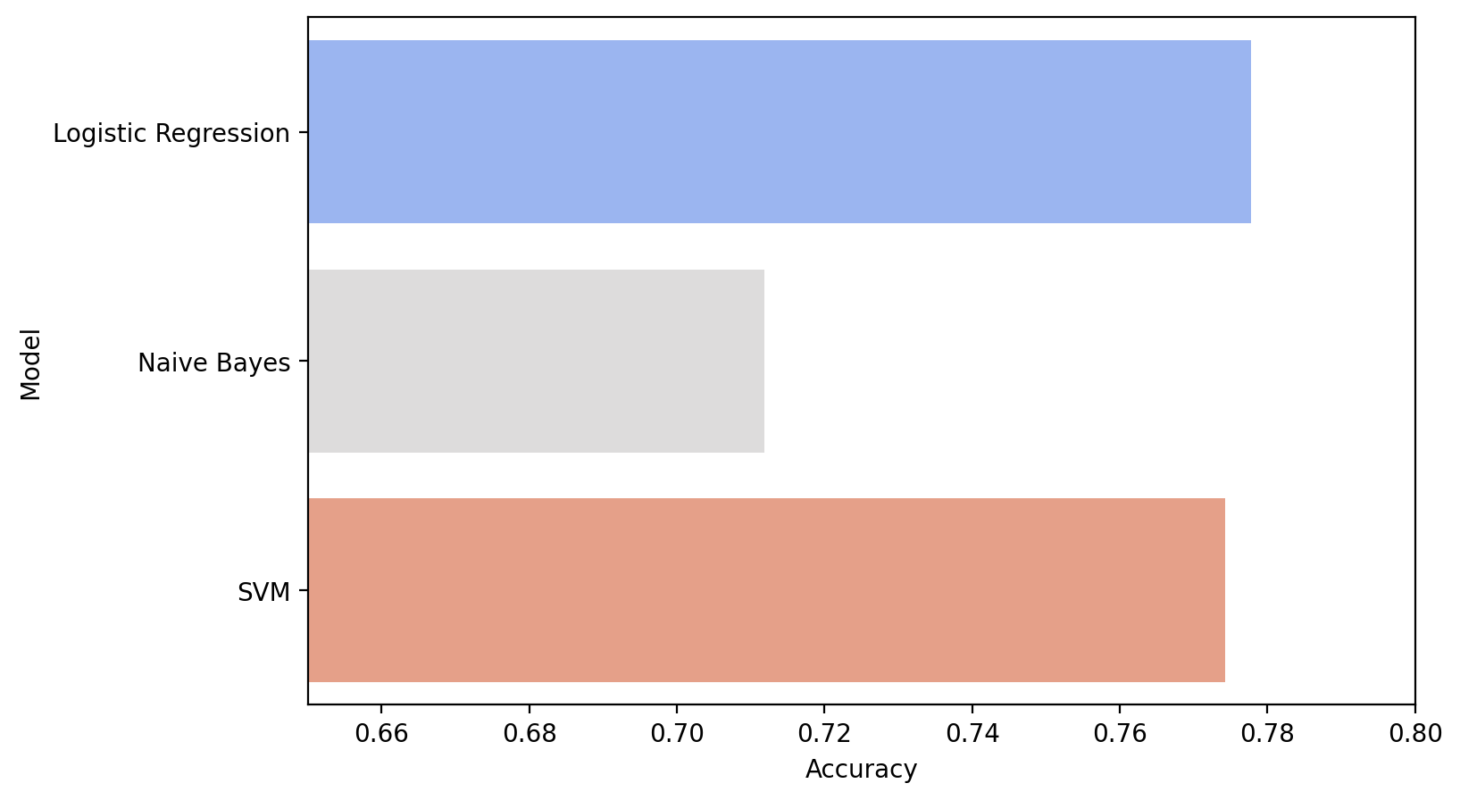 Logistic Regression
Naive Bayes
SVM
Model
0.66 0.68 0.70 0.72 0.74 0.76 0.78 0.80
Accuracy